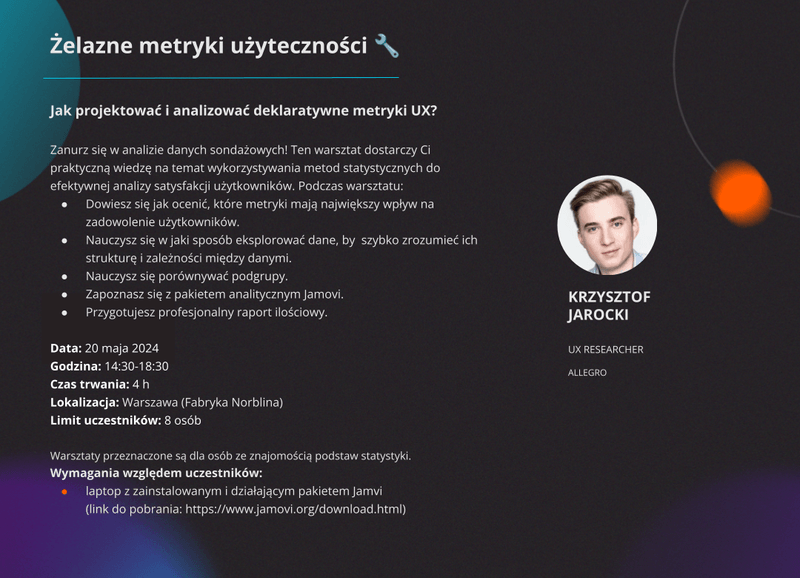 Żelazne metryki użyteczności 🔧
Jak projektować i analizować deklaratywne metryki UX?
Zanurz się w analizie danych sondażowych! Ten warsztat dostarczy Ci
praktyczną wiedzę na temat wykorzystywania metod statystycznych do
efektywnej analizy satysfakcji użytkowników. Podczas warsztatu:
● Dowiesz się jak ocenić, które metryki mają największy wpływ na
zadowolenie użytkowników.
● Nauczysz się w jaki sposób eksplorować dane, by  szybko zrozumieć ich
strukturę i zależności między danymi.
● Nauczysz się porównywać podgrupy.
● Zapoznasz się z pakietem analitycznym Jamovi.
● Przygotujesz profesjonalny raport ilościowy.
Data: 20 maja 2024
Godzina: 14:30-18:30
Czas trwania: 4 h
Lokalizacja: Warszawa (Fabryka Norblina)
Limit uczestników: 8 osób
Warsztaty przeznaczone są dla osób ze znajomością podstaw statystyki.
Wymagania względem uczestników:
● laptop z zainstalowanym i działającym pakietem Jamvi
(link do pobrania: https://www.jamovi.org/download.html)
KRZYSZTOF
JAROCKI
UX RESEARCHER
ALLEGRO